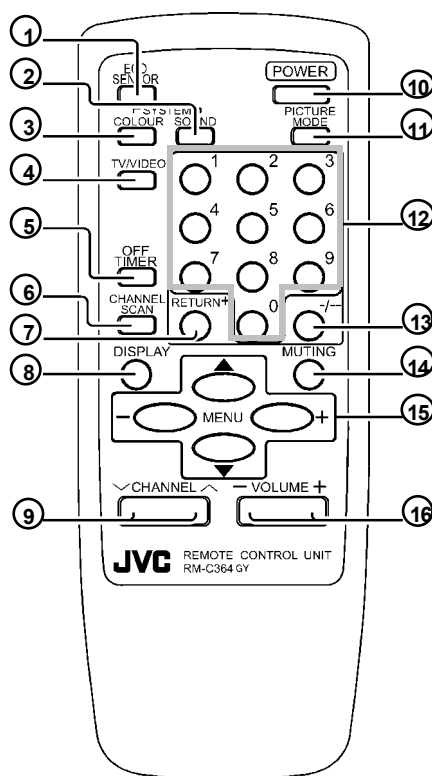 1
ECO
SENSOR
POWER
2
10
SYSTEM
PICTURE
MODE
3
COLOUR SOUND
11
4
TV/VIDEO
1 2 3
12
4 5 6
5
OFF
TIMER
7 8 9
6
CHANNEL
SCAN
RETURN+
0
-/--
7
13
8
DISPLAY
MUTING
14
- MENU +
15
CHANNEL
- VOLUME +
9
16
JVC
REMOTE CONTROL UNIT
RM-C364 GY